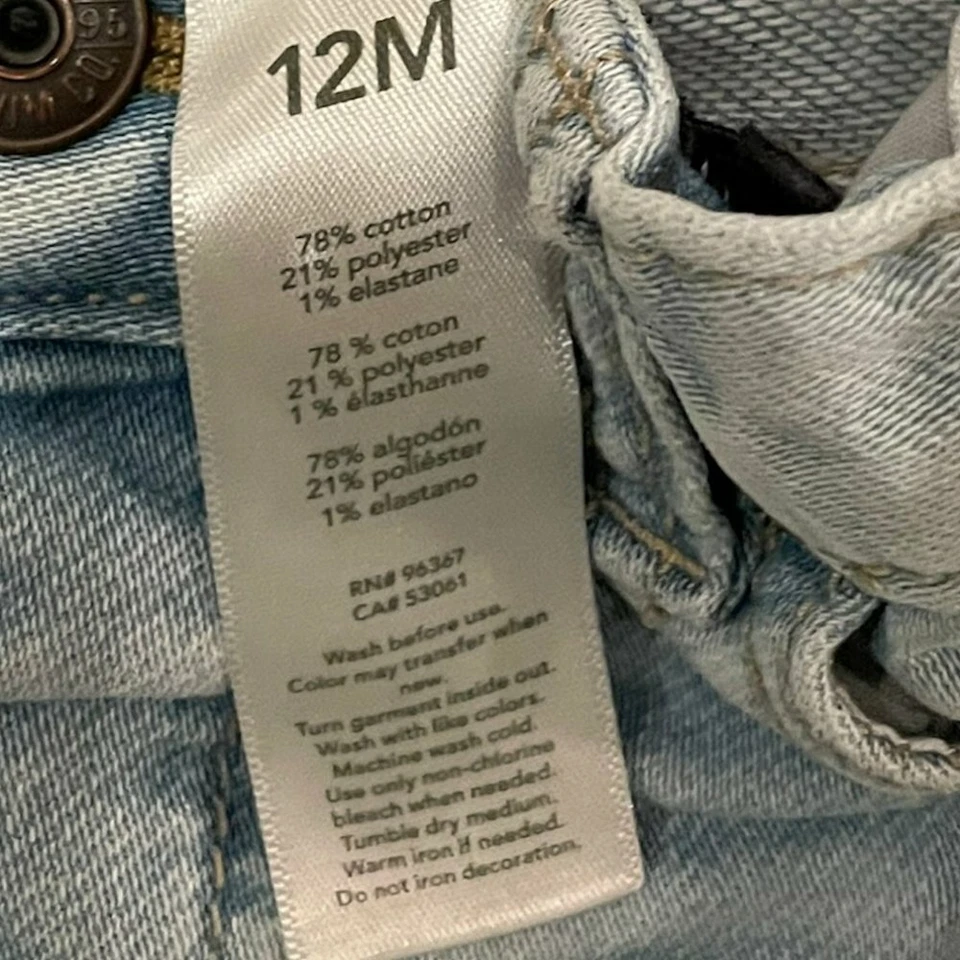 95
CO.
12M
78% cotton
21% polyester
1% elastane
78 % coton
21 % polyester
1 % élasthanne
78% algodón
21% poliéster
1% elastano
RN# 96367
CA# 53061
Wash before use.
Color may transfer when
new.
Turn garment inside out.
Wash with like colors.
Machine wash cold.
Use only non-chlorine
bleach when needed.
Tumble dry medium.
Warm iron if needed.
Do not iron decoration.